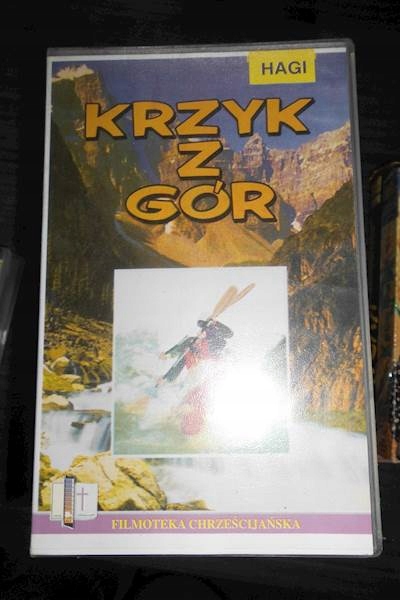 HAGI
KRZYK
Z
GÓR
FILMOTEKA CHRZEŚCIJAŃSKA